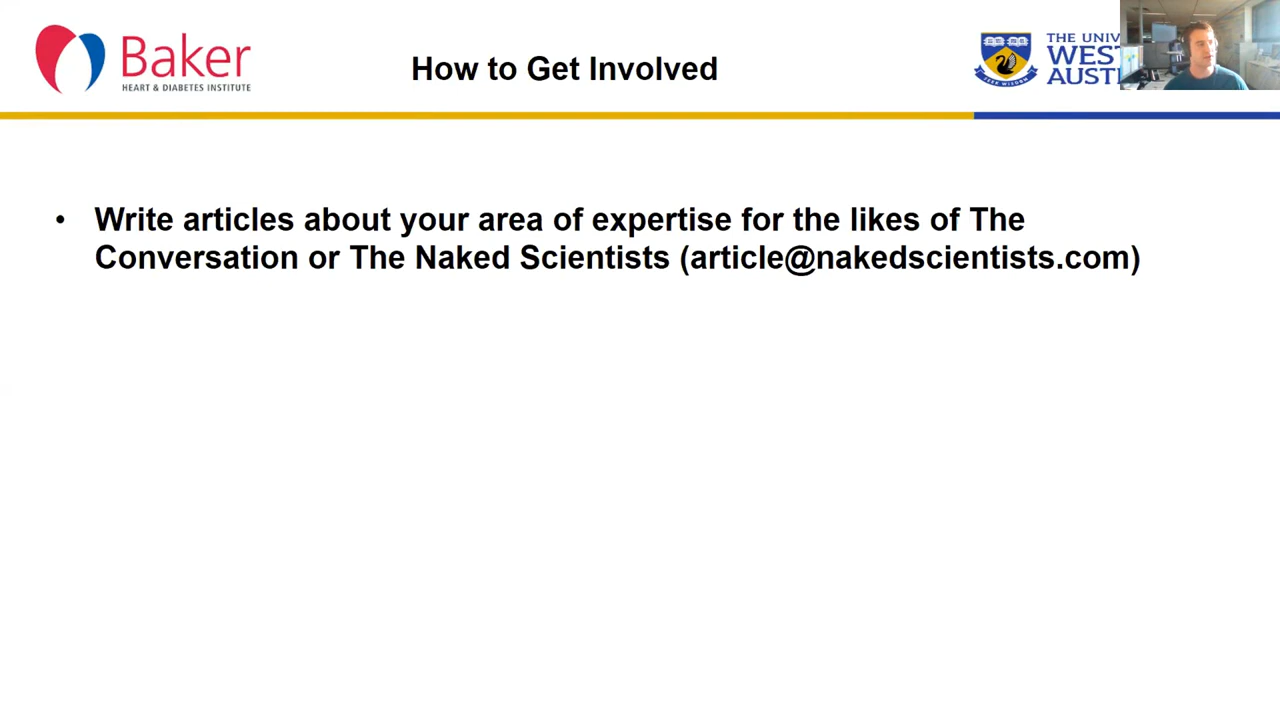 Baker
HEART & DIABETES INSTITUTE
How to Get Involved
THE UNIV
WEST
AUSTR
• Write articles about your area of expertise for the likes of The
Conversation or The Naked Scientists (article@nakedscientists.com)